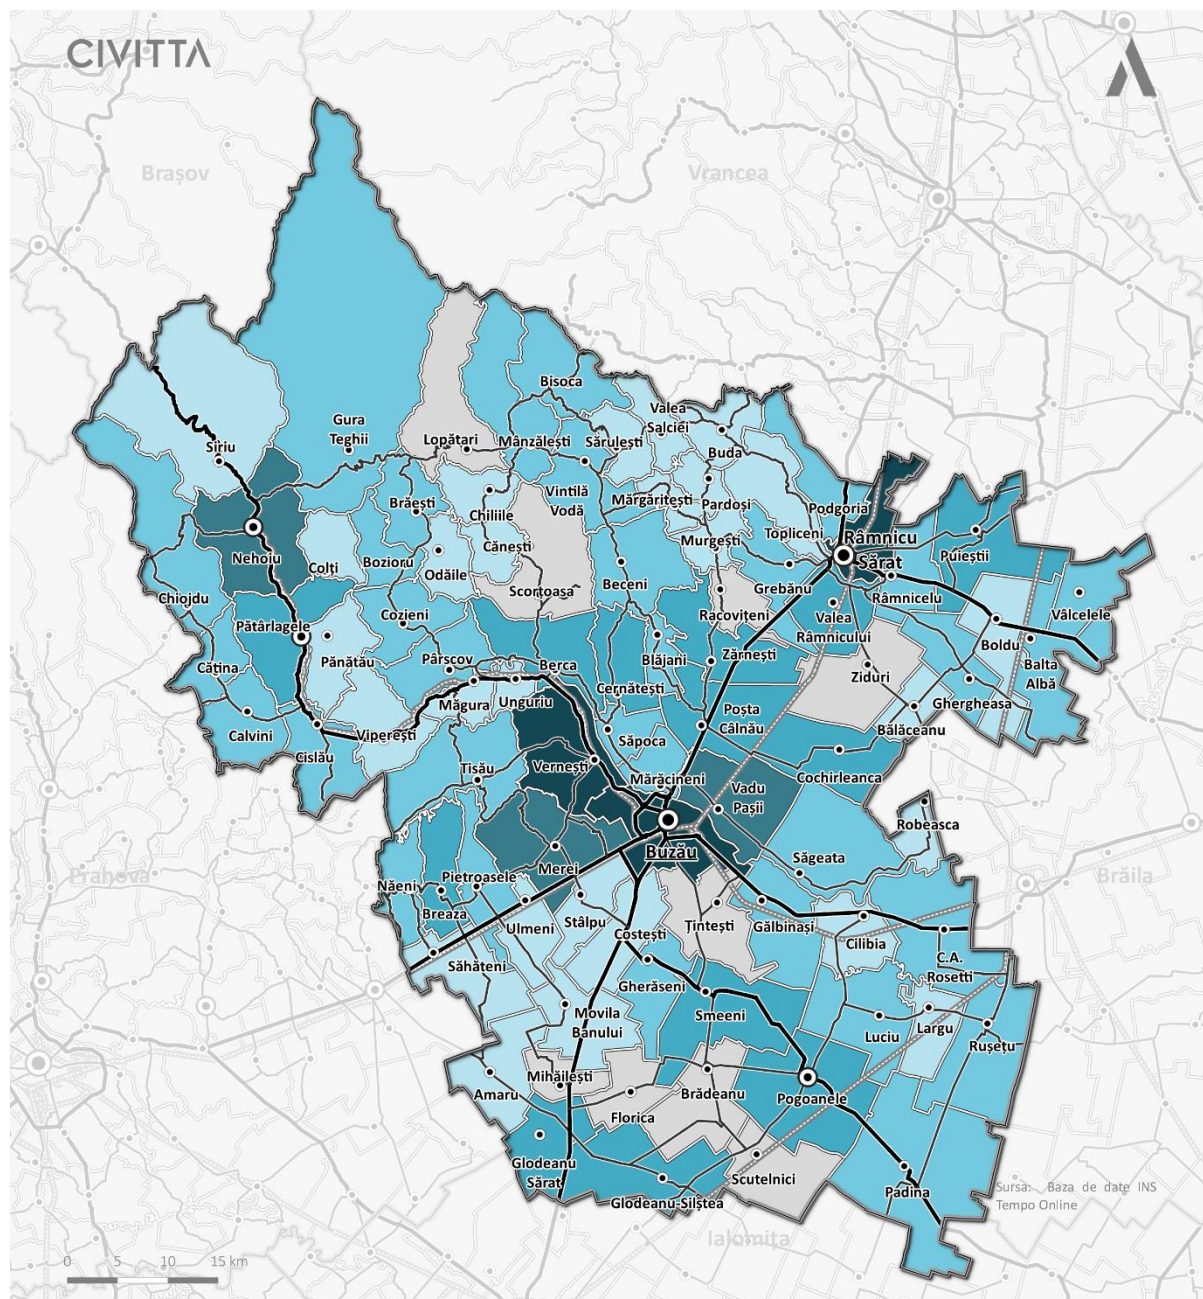 CIVITTA
Brașov
Vrancea
Bisoca
Valea
Salciei
Gura
Teghii
Siriu
Lopătari
Mânzălești
Sărulești
Buda
Vintilă
Vodă
Mărgăritești
Pardoși
Podgoria
Brăești
Chiliile
Râmnicu
Sărat
Topliceni
Murgești
Cănești
Puieștii
Nehoiu
Colți
Bozioru
Odăile
Scorțoasa
Beceni
Grebănu
Râmnicelu
Chiojdu
Cozieni
Racovițeni
Valea
Râmnicului
Vâlcelele
Pătârlagele
Boldu
Pănătău
Pârscov
Berca
Blăjani
Zărnești
Balta
Albă
Cătina
Ziduri
Cernătești
Măgura
Unguriu
Ghergheasa
Poșta
Câlnău
Calvini
Viperești
Săpoca
Bălăceanu
Cislău
Tisău
Vernești
Mărăcineni
Cochirleanca
Vadu
Pașii
Robeasca
Buzău
Săgeata
Prahova
Brăila
Merei
Pietroasele
Năeni
Breaza
Stâlpu
Ulmeni
Țintești
Gălbinași
Costești
Cilibia
C.A.
Rosetti
Săhăteni
Gherăseni
Movila
Banului
Smeeni
Luciu
Largu
Rușețu
Mihăilești
Amaru
Brădeanu
Pogoanele
Florica
Glodeanu
Sărat
Scutelnici
Padina
Glodeanu-Siliștea
Sursa: Baza de date INS
Tempo Online
Ialomița
0 5 10 15 km